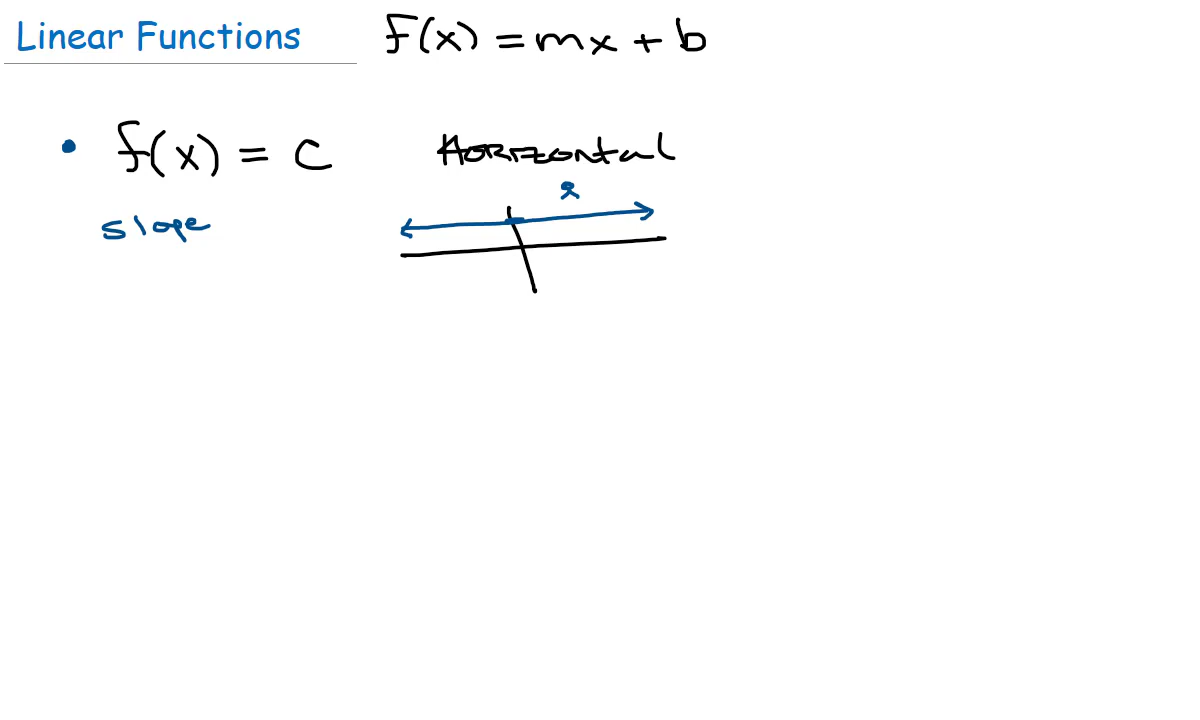 Linear Functions f(x) = mx + b
• f(x) = c Horizontal
slope